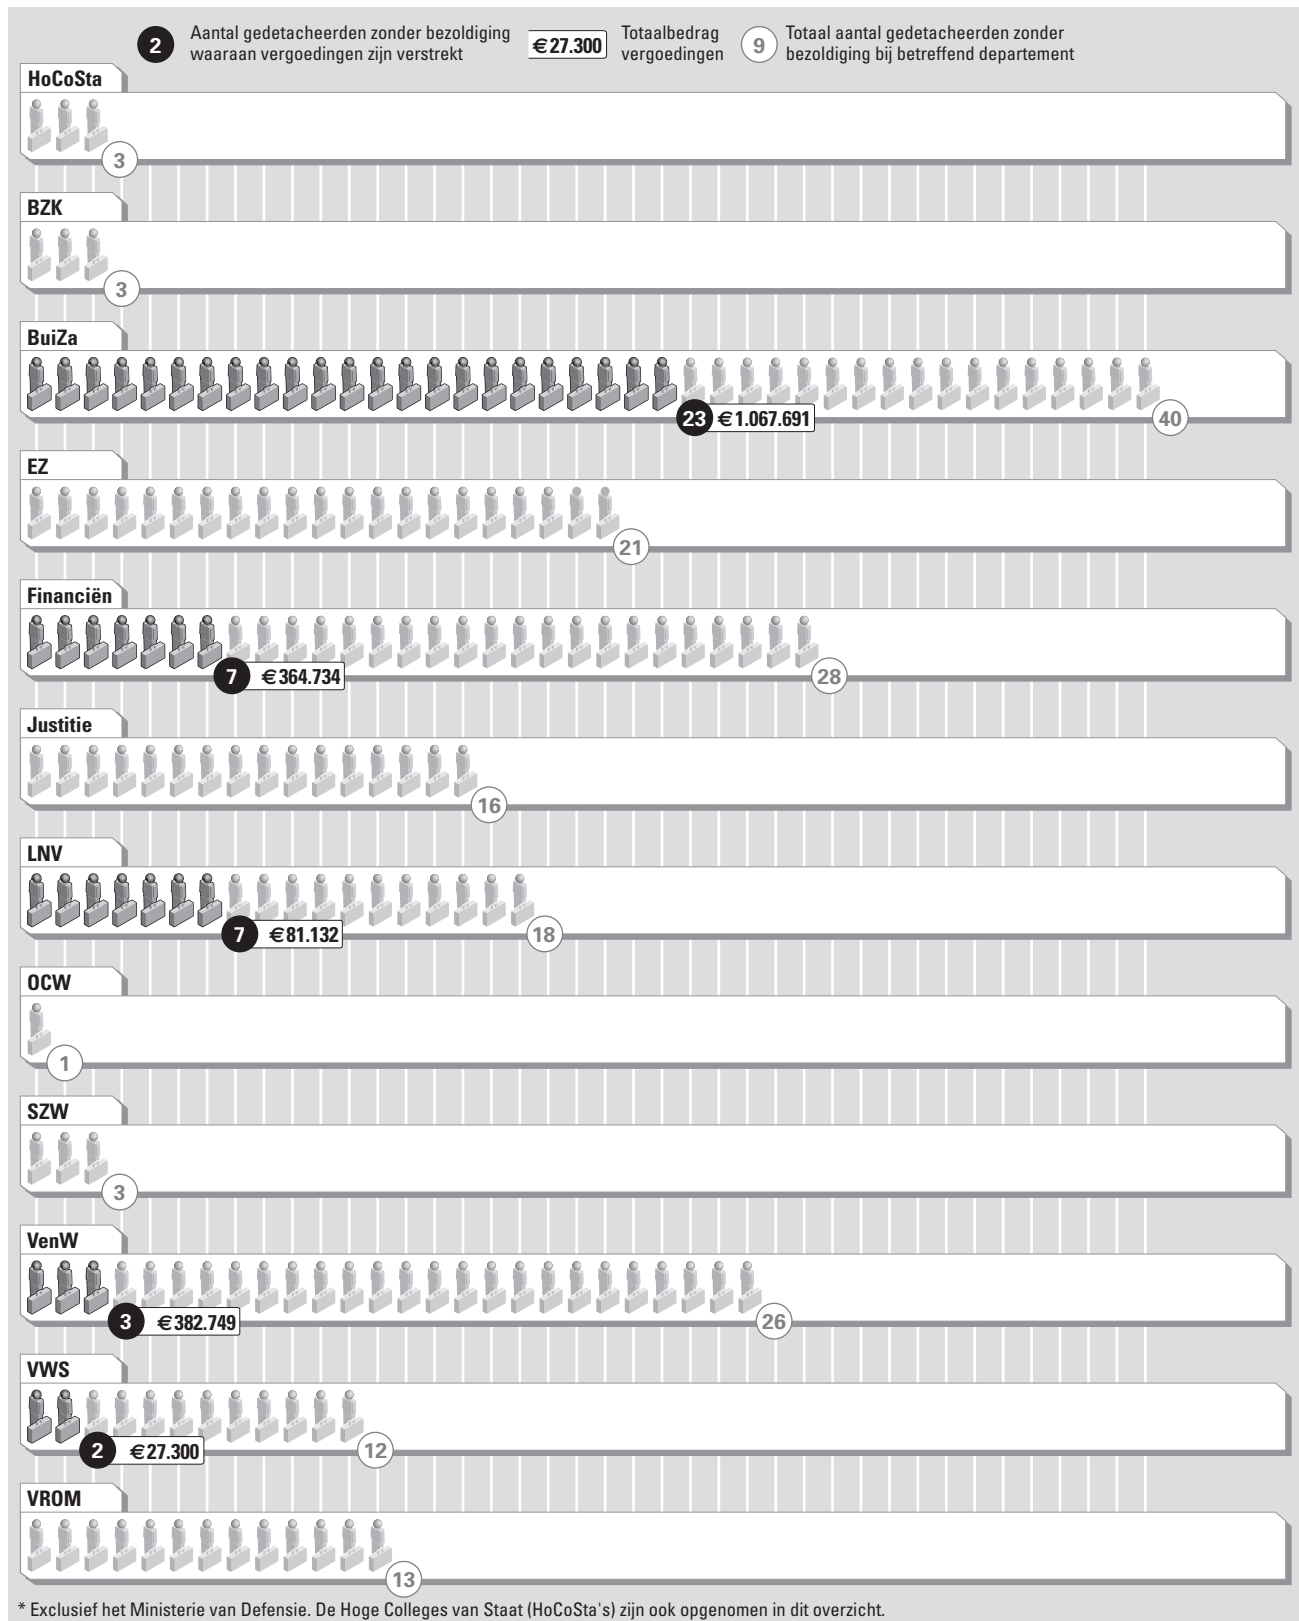 2 Aantal gedetacheerden zonder bezoldiging
waaraan vergoedingen zijn verstrekt
€27.300 Totaalbedrag
vergoedingen
9 Totaal aantal gedetacheerden zonder
bezoldiging bij betreffend departement
HoCoSta
3
BZK
3
BuiZa
23 €1.067.691 40
EZ
21
Financiën
7 €364.734 28
Justitie
16
LNV
7 €81.132 18
OCW
1
SZW
3
VenW
3 €382.749 26
VWS
2 €27.300 12
VROM
13
* Exclusief het Ministerie van Defensie. De Hoge Colleges van Staat (HoCoSta's) zijn ook opgenomen in dit overzicht.